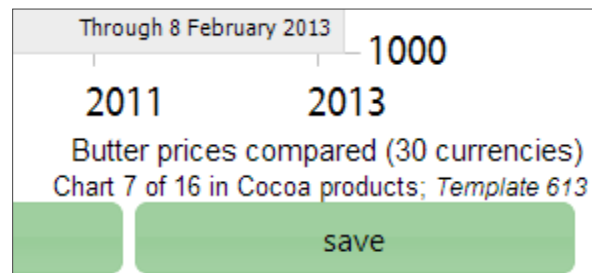 Through 8 February 2013
1000
2011 2013
Butter prices compared (30 currencies)
Chart 7 of 16 in Cocoa products; Template 613
save